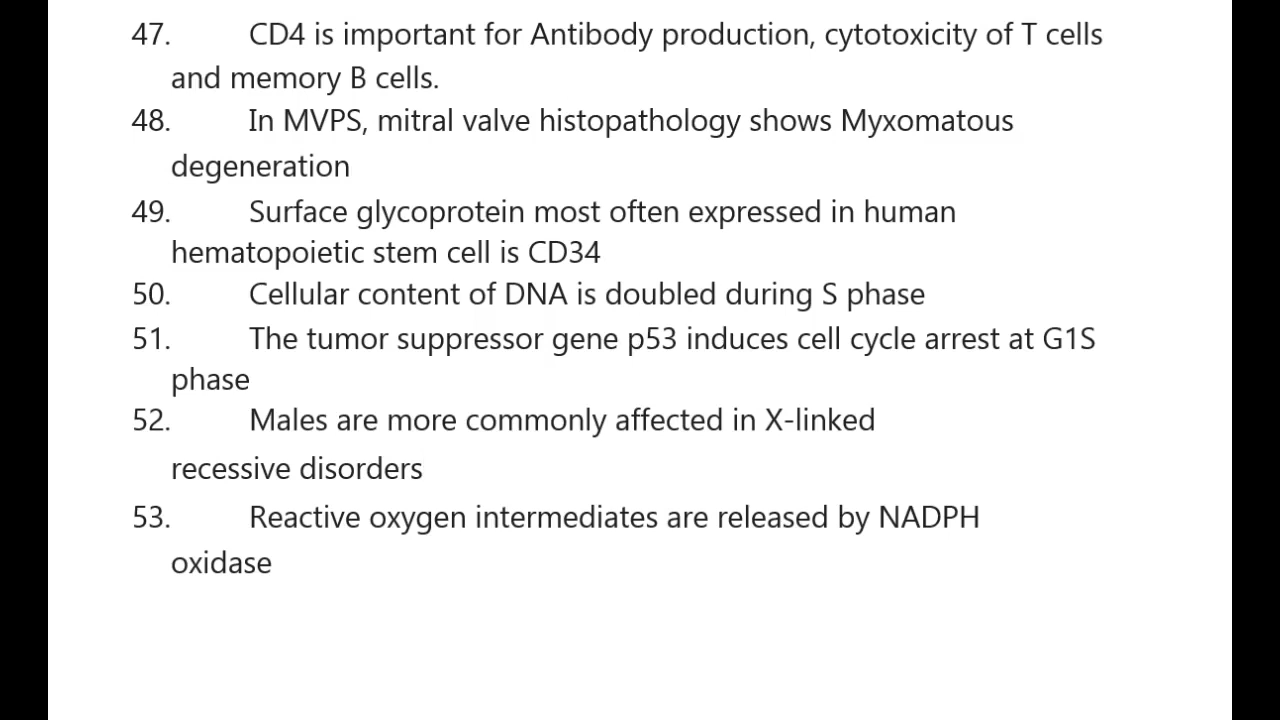 47. CD4 is important for Antibody production, cytotoxicity of T cells
and memory B cells.
48. In MVPS, mitral valve histopathology shows Myxomatous
degeneration
49. Surface glycoprotein most often expressed in human
hematopoietic stem cell is CD34
50. Cellular content of DNA is doubled during S phase
51. The tumor suppressor gene p53 induces cell cycle arrest at G1S
phase
52. Males are more commonly affected in X-linked
recessive disorders
53. Reactive oxygen intermediates are released by NADPH
oxidase